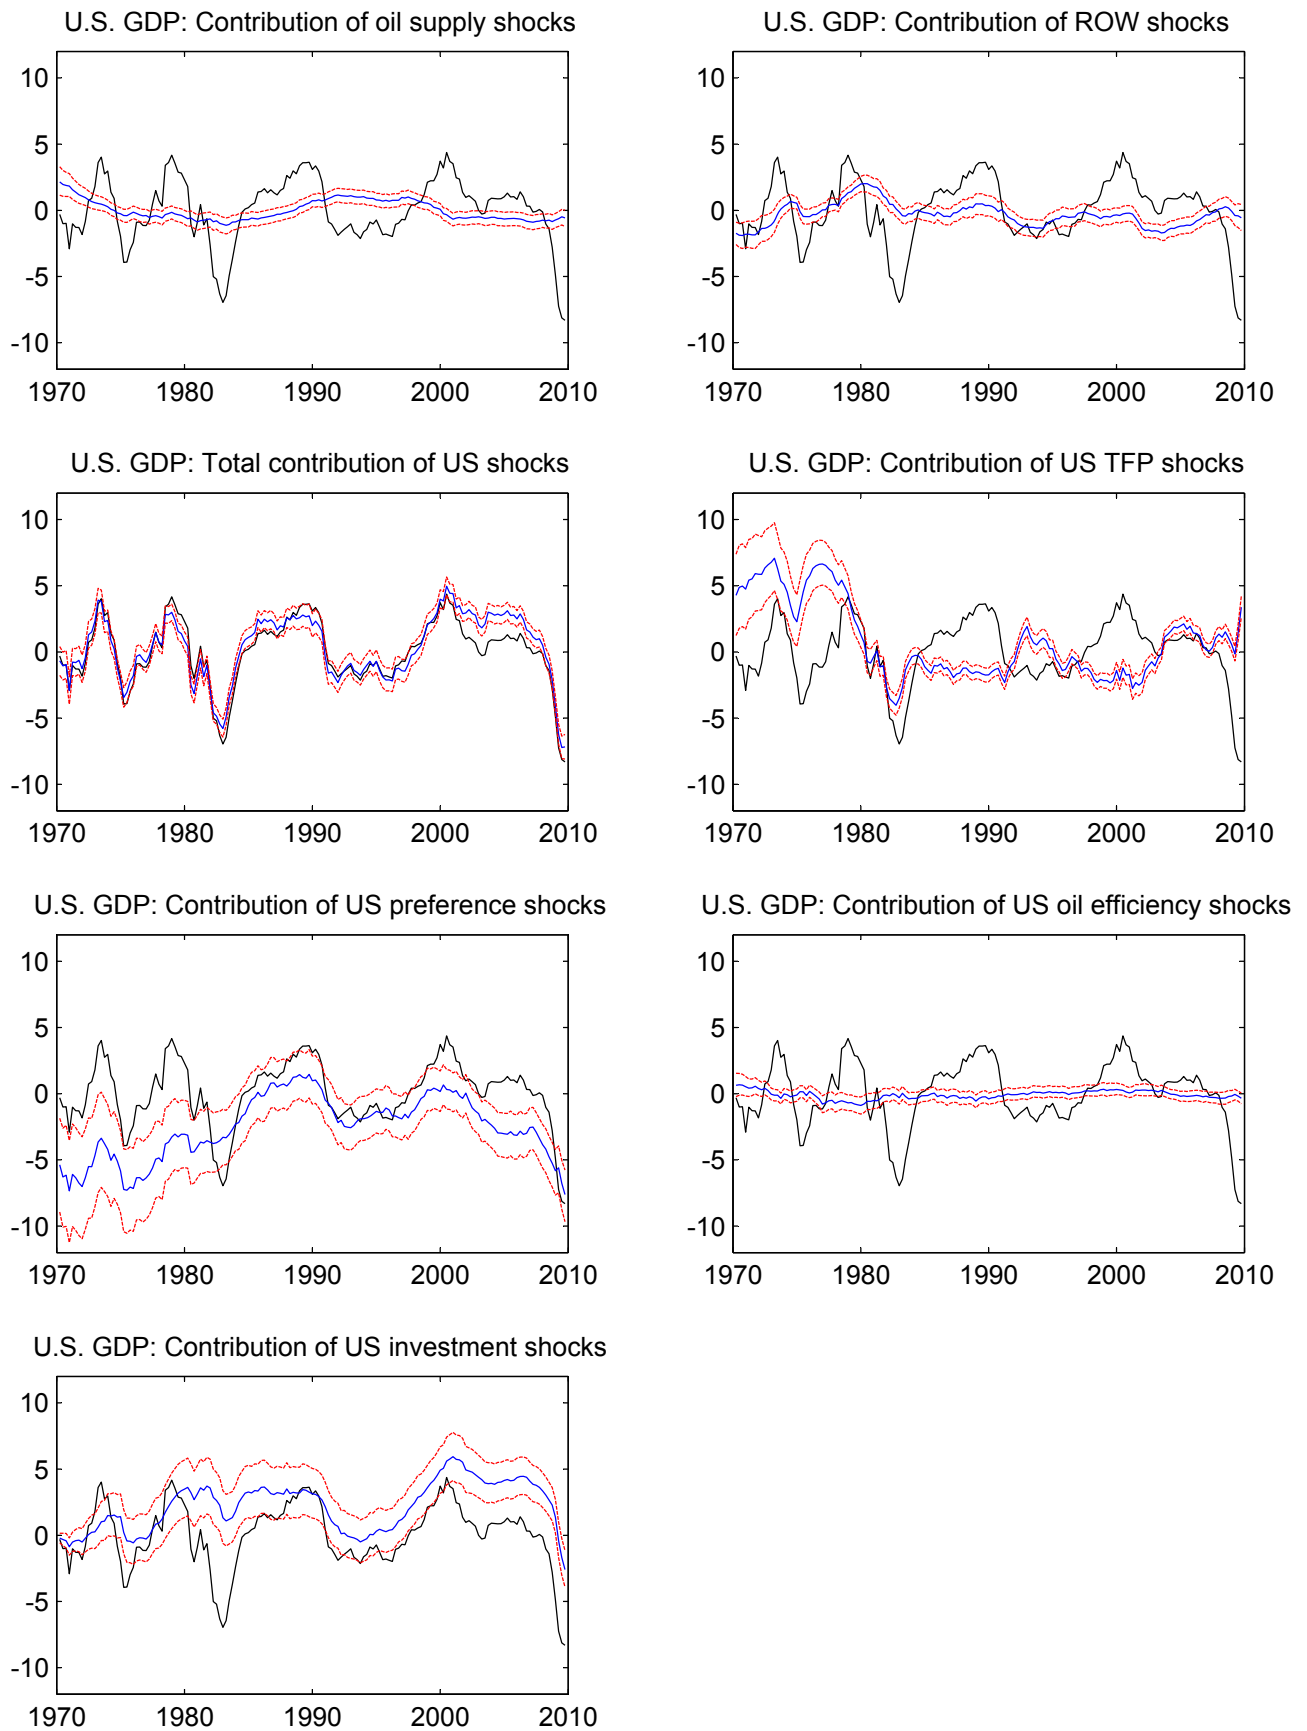 U.S. GDP: Contribution of oil supply shocks
10
5
0
-5
-10
1970 1980 1990 2000 2010
U.S. GDP: Contribution of ROW shocks
10
5
0
-5
-10
1970 1980 1990 2000 2010
U.S. GDP: Total contribution of US shocks
10
5
0
-5
-10
1970 1980 1990 2000 2010
U.S. GDP: Contribution of US TFP shocks
10
5
0
-5
-10
1970 1980 1990 2000 2010
U.S. GDP: Contribution of US preference shocks
10
5
0
-5
-10
1970 1980 1990 2000 2010
U.S. GDP: Contribution of US oil efficiency shocks
10
5
0
-5
-10
1970 1980 1990 2000 2010
U.S. GDP: Contribution of US investment shocks
10
5
0
-5
-10
1970 1980 1990 2000 2010